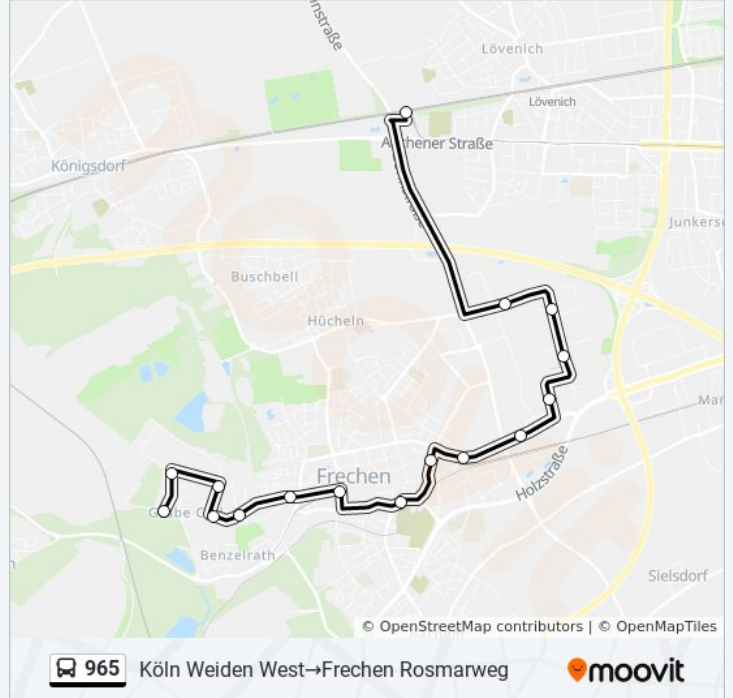 Lövenich
Lövenich
Aachener Straße
Königsdorf
Junkers
Buschbell
Hücheln
Mar
Frechen
Holzstraße
Benzelrath
Sielsdorf
© OpenStreetMap contributors | © OpenMapTiles
965 Köln Weiden West→Frechen Rosmarweg
moovit